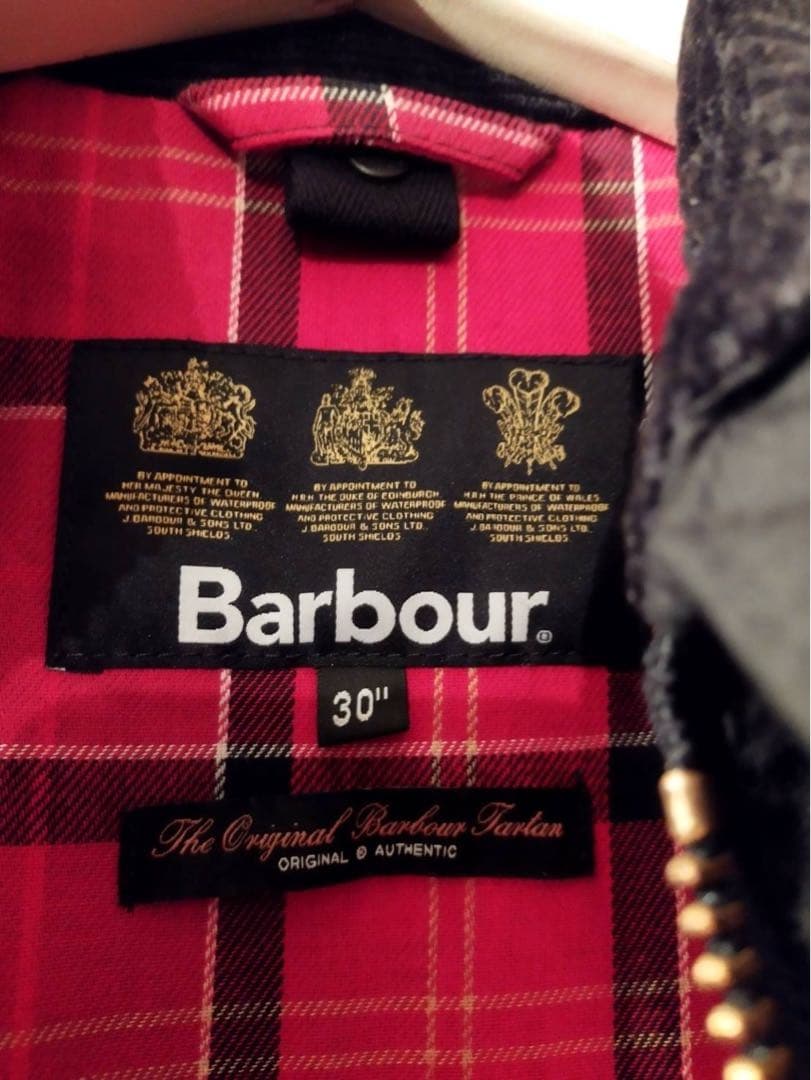 BY APPOINTMENT TO
HER MAJESTY THE QUEEN
MANUFACTURERS OF WATERPROOF
AND PROTECTIVE CLOTHING
J. BARBOUR & SONS LTD.
SOUTH SHIELDS
BY APPOINTMENT TO
H.R.H. THE DUKE OF EDINBURGH
MANUFACTURERS OF WATERPROOF
AND PROTECTIVE CLOTHING
J. BARBOUR & SONS LTD.
SOUTH SHIELDS
BY APPOINTMENT TO
H.R.H. THE PRINCE OF WALES
MANUFACTURERS OF WATERPROOF
AND PROTECTIVE CLOTHING
J. BARBOUR & SONS LTD.
SOUTH SHIELDS
Barbour®
30"
The Original Barbour Tartan
ORIGINAL & AUTHENTIC